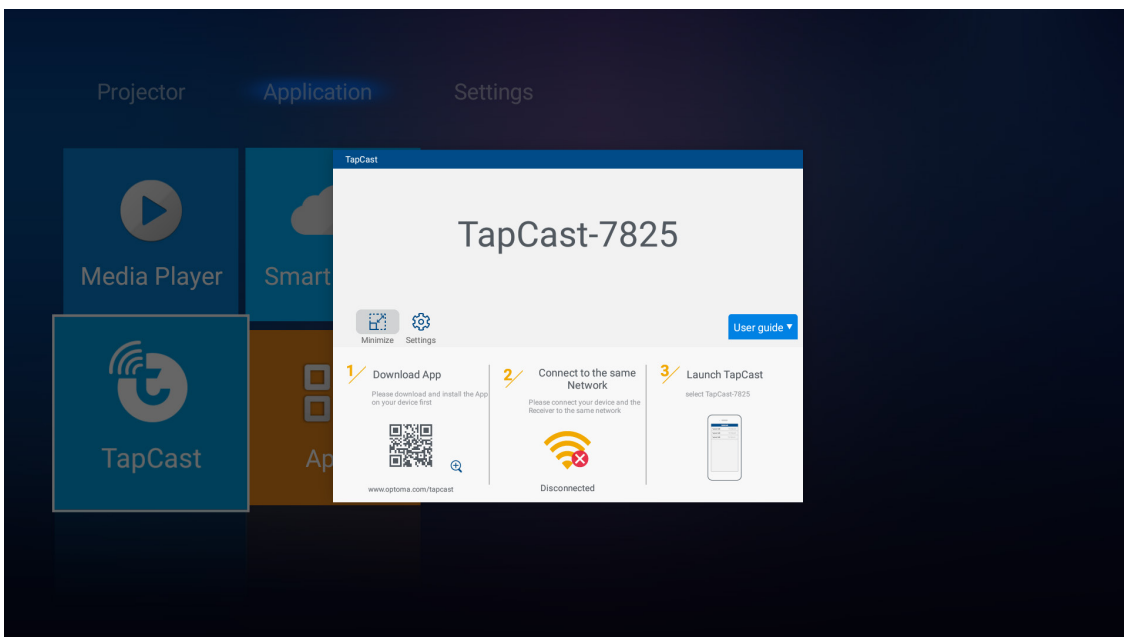 Projector
Application
Settings
Media Player
Smart
TapCast
Ap
TapCast
TapCast-7825
Minimize
Settings
User guide
1/ Download App
Please download and install the App
on your device first
www.optoma.com/tapcast
2/ Connect to the same
Network
Please connect your device and the
Receiver to the same network
Disconnected
3/ Launch TapCast
select TapCast-7825